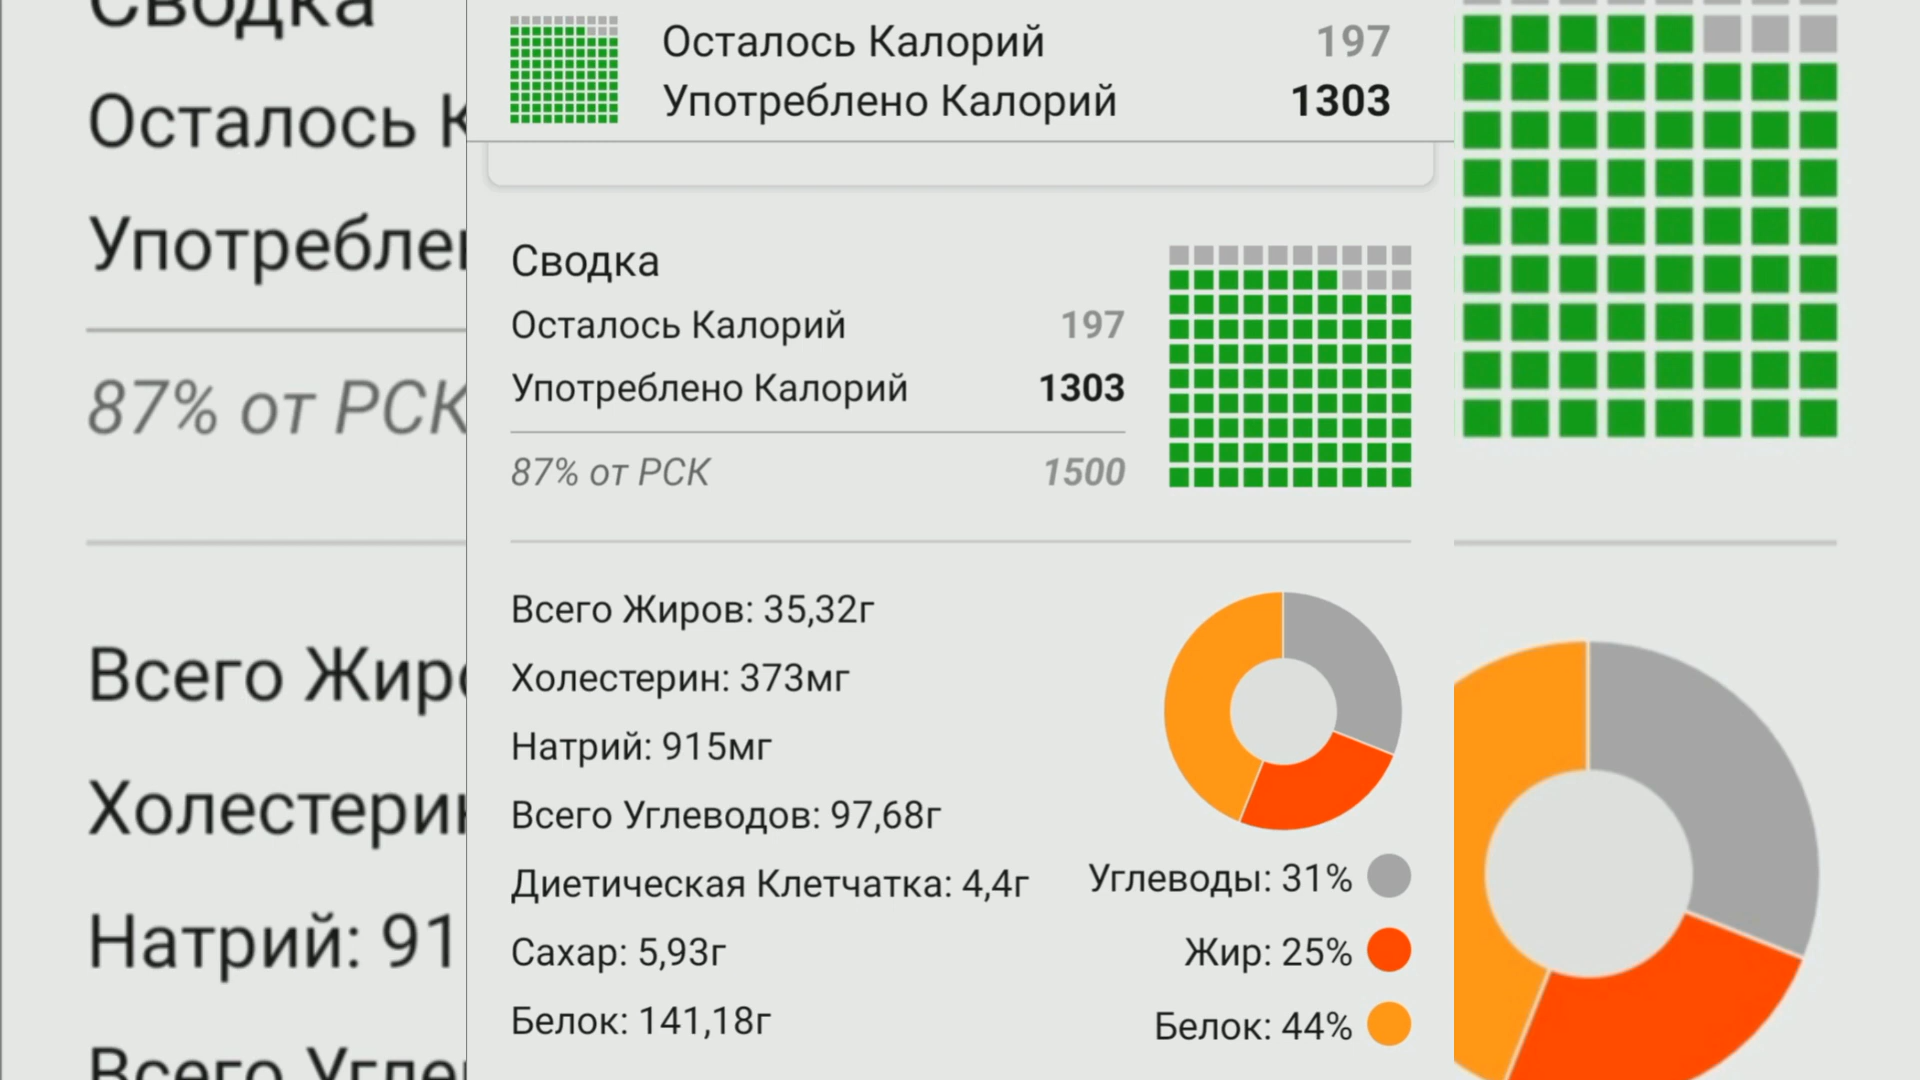 Сводка
Осталось К
Употребле
87% от РСК
Всего Жир
Холестери
Натрий: 91
Всего Угле
Осталось Калорий 197
Употреблено Калорий 1303
Сводка
Осталось Калорий 197
Употреблено Калорий 1303
87% от РСК 1500
Всего Жиров: 35,32г
Холестерин: 373мг
Натрий: 915мг
Всего Углеводов: 97,68г
Диетическая Клетчатка: 4,4г
Сахар: 5,93г
Белок: 141,18г
Углеводы: 31%
Жир: 25%
Белок: 44%